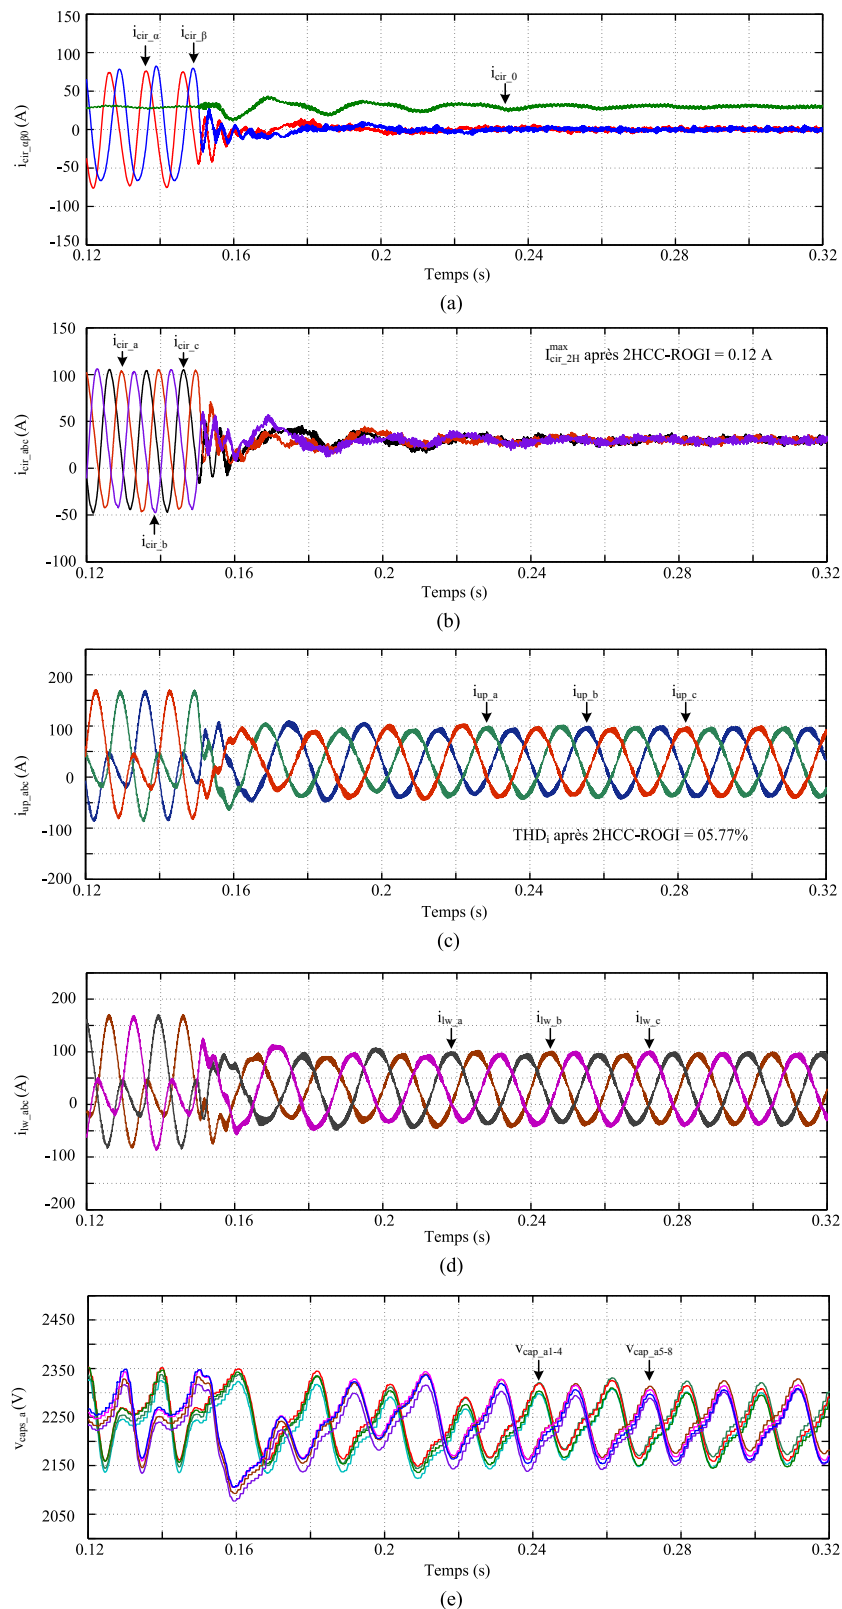 150
100
50
0
-50
-100
-150
i_cir_αβ0 (A)
i_cir_α
i_cir_β
i_cir_0
0.12 0.16 0.2 0.24 0.28 0.32
Temps (s)
(a)
150
100
50
0
-50
-100
i_cir_abc (A)
i_cir_a
i_cir_c
i_cir_b
I_cir_2H^max après 2HCC-ROGI = 0.12 A
0.12 0.16 0.2 0.24 0.28 0.32
Temps (s)
(b)
200
100
0
-100
-200
i_up_abc (A)
i_up_a
i_up_b
i_up_c
THD_i après 2HCC-ROGI = 05.77%
0.12 0.16 0.2 0.24 0.28 0.32
Temps (s)
(c)
200
100
0
-100
-200
i_lw_abc (A)
i_lw_a
i_lw_b
i_lw_c
0.12 0.16 0.2 0.24 0.28 0.32
Temps (s)
(d)
2450
2350
2250
2150
2050
v_caps_a (V)
v_cap_a1-4
v_cap_a5-8
0.12 0.16 0.2 0.24 0.28 0.32
Temps (s)
(e)